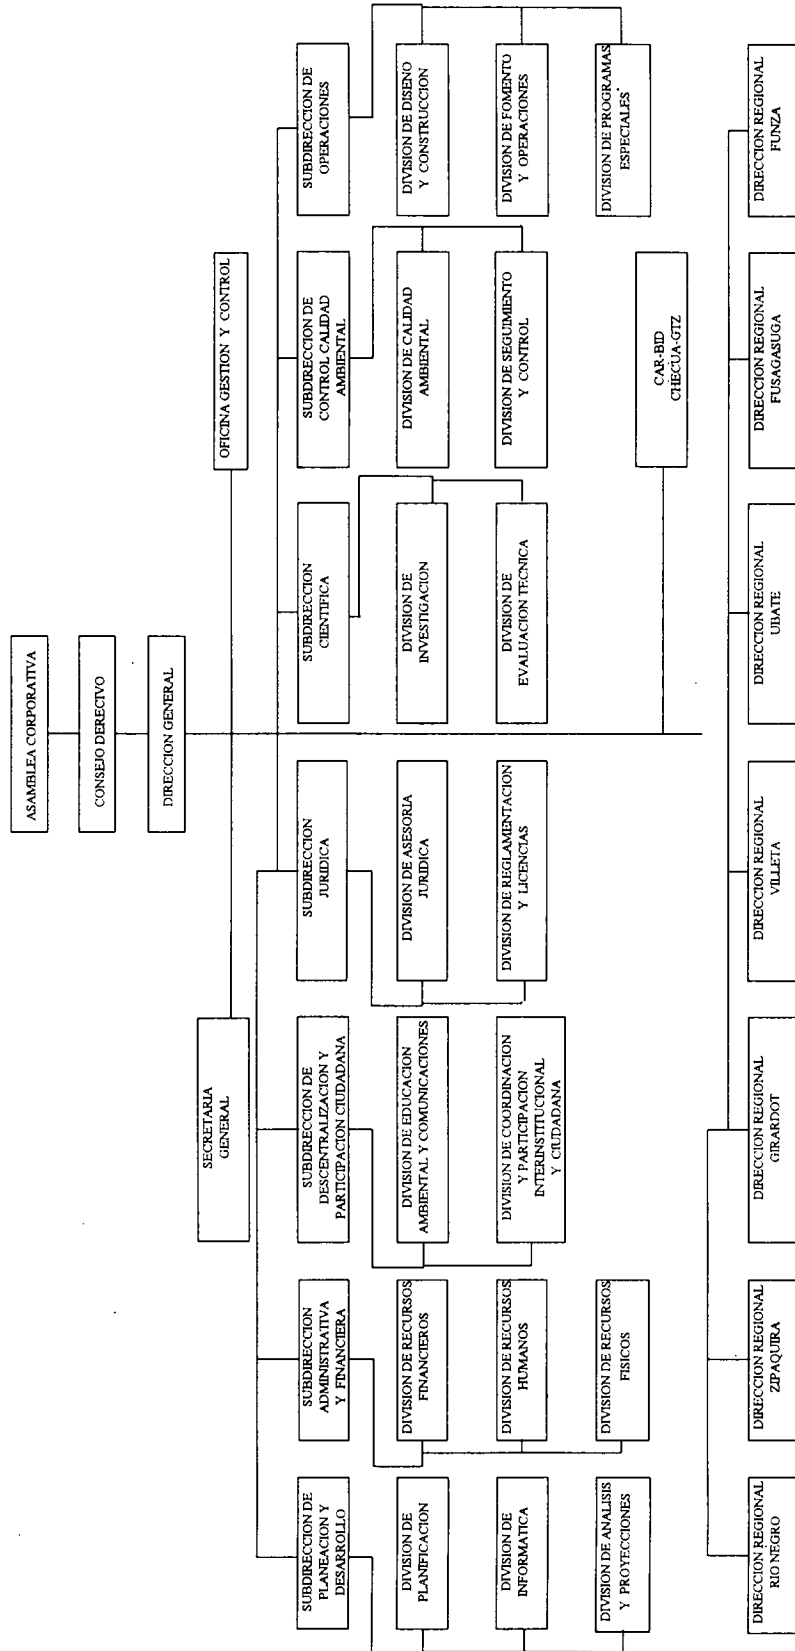 ASAMBLEA CORPORATIVA
CONSEJO DERECTIVO
DIRECCION GENERAL
SECRETARIA
GENERAL
OFICINA GESTION Y CONTROL
SUBDIRECCION DE
PLANEACION Y
DESARROLLO
SUBDIRECCION
ADMINISTRATIVA
Y FINANCIERA
SUBDIRECCION DE
DESCENTRALIZACION Y
PARTICIPACION CIUDADANA
SUBDIRECCION
JURIDICA
SUBDIRECCION
CIENTIFICA
SUBDIRECCION DE
CONTROL CALIDAD
AMBIENTAL
SUBDIRECCION DE
OPERACIONES
DIVISION DE
PLANIFICACION
DIVISION DE RECURSOS
FINANCIEROS
DIVISION DE EDUCACION
AMBIENTAL Y COMUNICACIONES
DIVISION DE ASESORIA
JURIDICA
DIVISION DE
INVESTIGACION
DIVISION DE CALIDAD
AMBIENTAL
DIVISION DE DISENO
Y CONSTRUCCION
DIVISION DE
INFORMATICA
DIVISION DE RECURSOS
HUMANOS
DIVISION DE COORDINACION
Y PARTICIPACION
INTERINSTITUCIONAL
Y CIUDADANA
DIVISION DE REGLAMENTACION
Y LICENCIAS
DIVISION DE
EVALUACION TECNICA
DIVISION DE SEGUIMIENTO
Y CONTROL
DIVISION DE FOMENTO
Y OPERACIONES
DIVISION DE ANALISIS
Y PROYECCIONES
DIVISION DE RECURSOS
FISICOS
DIVISION DE PROGRAMAS
ESPECIALES
CAR-BID
CHECUA-GTZ
DIRECCION REGIONAL
RIO NEGRO
DIRECCION REGIONAL
ZIPAQUIRA
DIRECCION REGIONAL
GIRARDOT
DIRECCION REGIONAL
VILLETA
DIRECCION REGIONAL
UBATE
DIRECCION REGIONAL
FUSAGASUGA
DIRECCION REGIONAL
FUNZA